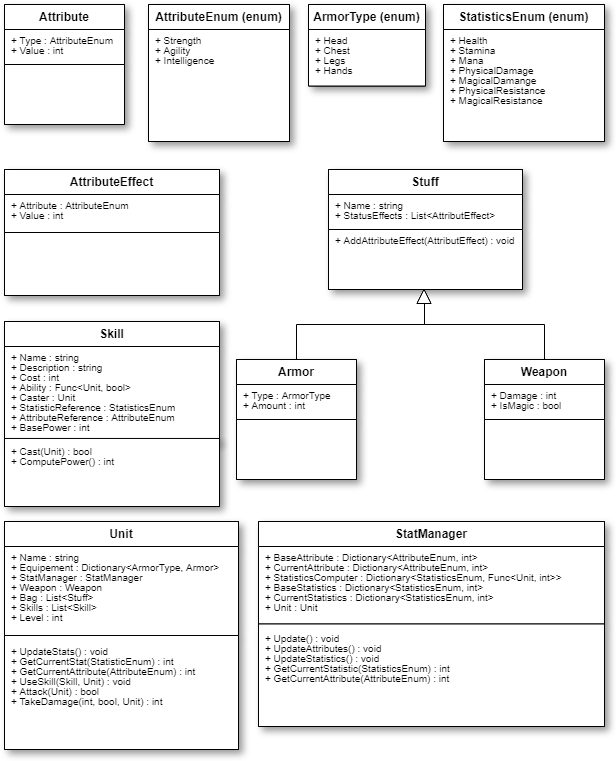 Attribute
+ Type : AttributeEnum
+ Value : int
AttributeEnum (enum)
+ Strength
+ Agility
+ Intelligence
ArmorType (enum)
+ Head
+ Chest
+ Legs
+ Hands
StatisticsEnum (enum)
+ Health
+ Stamina
+ Mana
+ PhysicalDamage
+ MagicalDamange
+ PhysicalResistance
+ MagicalResistance
AttributeEffect
+ Attribute : AttributeEnum
+ Value : int
Stuff
+ Name : string
+ StatusEffects : List<AttributEffect>
+ AddAttributeEffect(AttributEffect) : void
Skill
+ Name : string
+ Description : string
+ Cost : int
+ Ability : Func<Unit, bool>
+ Caster : Unit
+ StatisticReference : StatisticsEnum
+ AttributeReference : AttributeEnum
+ BasePower : int
+ Cast(Unit) : bool
+ ComputePower() : int
Armor
+ Type : ArmorType
+ Amount : int
Weapon
+ Damage : int
+ IsMagic : bool
Unit
+ Name : string
+ Equipement : Dictionary<ArmorType, Armor>
+ StatManager : StatManager
+ Weapon : Weapon
+ Bag : List<Stuff>
+ Skills : List<Skill>
+ Level : int
+ UpdateStats() : void
+ GetCurrentStat(StatisticEnum) : int
+ GetCurrentAttribute(AttributeEnum) : int
+ UseSkill(Skill, Unit) : void
+ Attack(Unit) : bool
+ TakeDamage(int, bool, Unit) : int
StatManager
+ BaseAttribute : Dictionary<AttributeEnum, int>
+ CurrentAttribute : Dictionary<AttributeEnum, int>
+ StatisticsComputer : Dictionary<StatisticsEnum, Func<Unit, int>>
+ BaseStatistics : Dictionary<StatisticsEnum, int>
+ CurrentStatistics : Dictionary<StatisticsEnum, int>
+ Unit : Unit
+ Update() : void
+ UpdateAttributes() : void
+ UpdateStatistics() : void
+ GetCurrentStatistic(StatisticsEnum) : int
+ GetCurrentAttribute(AttributeEnum) : int